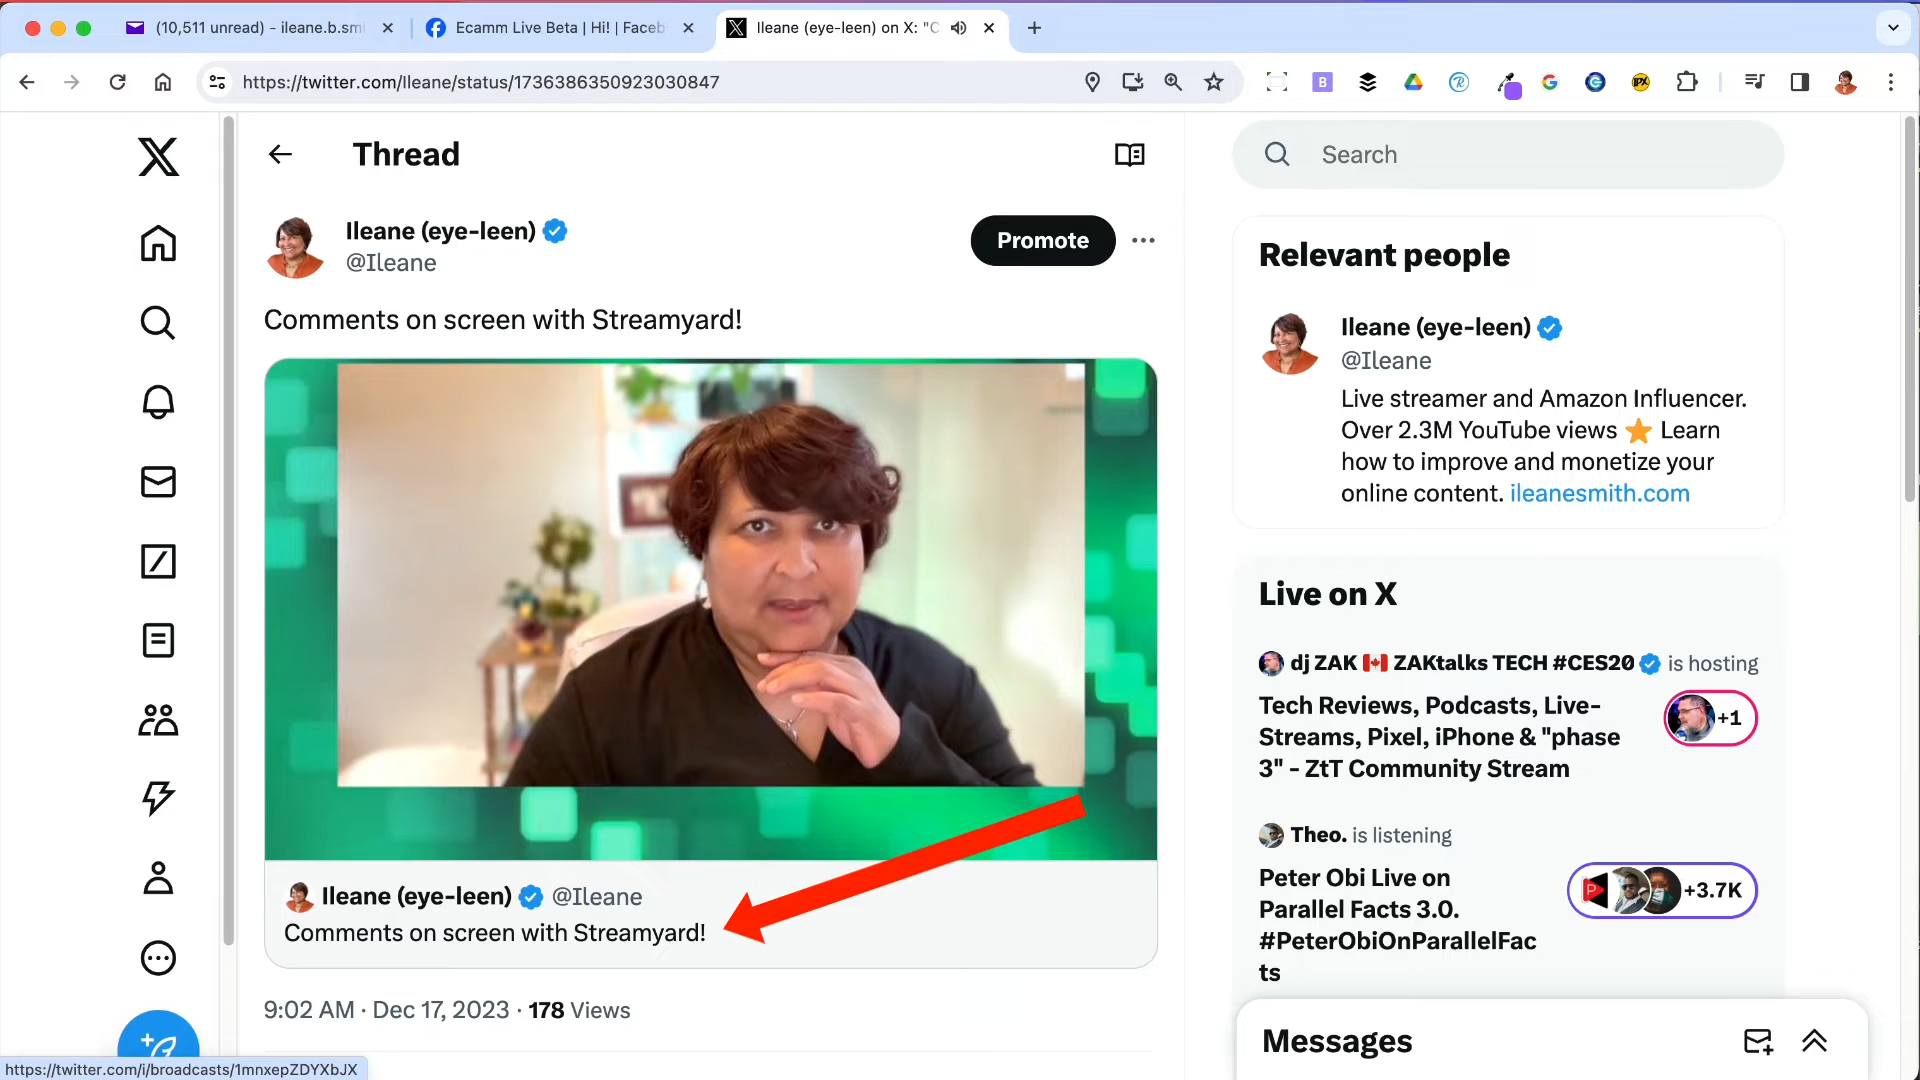 (10,511 unread) - ileane.b.smi
Ecamm Live Beta | Hi! | Faceb
Ileane (eye-leen) on X: "C
https://twitter.com/Ileane/status/1736386350923030847
Thread
Search
Ileane (eye-leen)
@Ileane
Promote
Comments on screen with Streamyard!
Ileane (eye-leen) @Ileane
Comments on screen with Streamyard!
9:02 AM · Dec 17, 2023 · 178 Views
Relevant people
Ileane (eye-leen)
@Ileane
Live streamer and Amazon Influencer.
Over 2.3M YouTube views ⭐ Learn
how to improve and monetize your
online content. ileanesmith.com
Live on X
dj ZAK 🇨🇦 ZAKtalks TECH #CES20 is hosting
Tech Reviews, Podcasts, Live-
Streams, Pixel, iPhone & "phase
3" - ZtT Community Stream
+1
Theo. is listening
Peter Obi Live on
Parallel Facts 3.0.
#PeterObiOnParallelFac
ts
+3.7K
Messages
https://twitter.com/i/broadcasts/1mnxepZDYXbJX